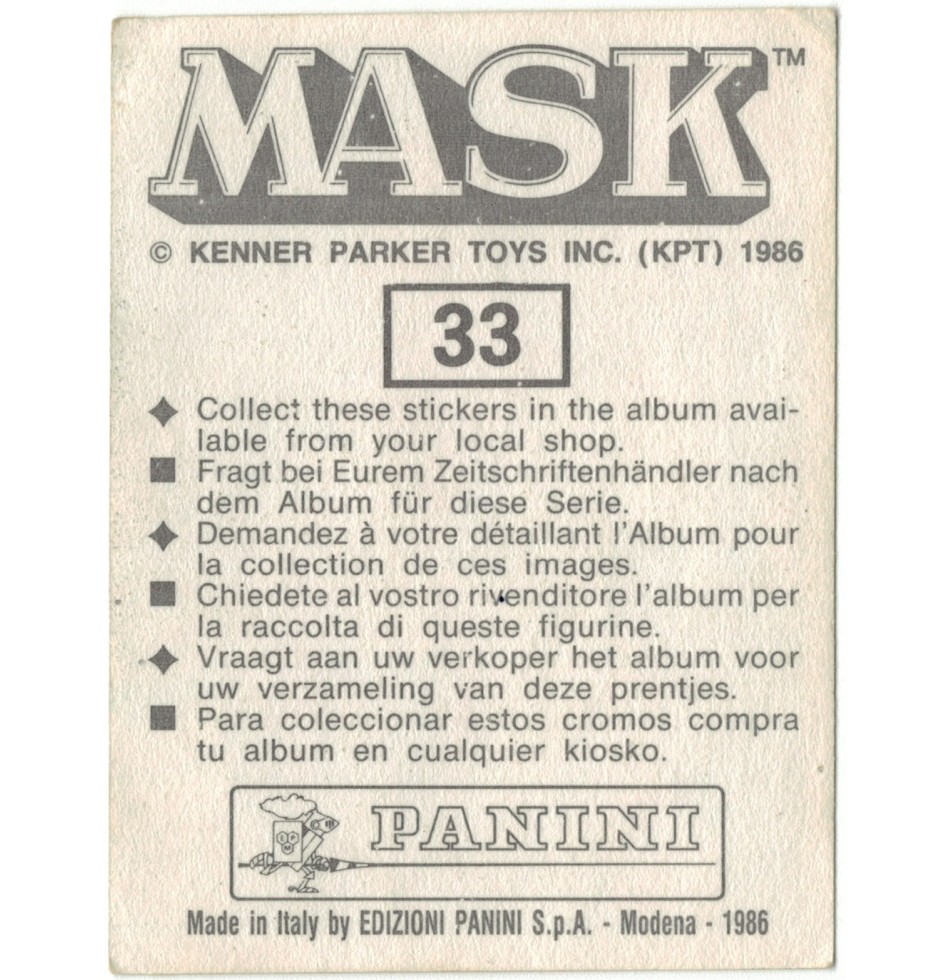 MASK™
© KENNER PARKER TOYS INC. (KPT) 1986
33
Collect these stickers in the album avai-
lable from your local shop.
Fragt bei Eurem Zeitschriftenhändler nach
dem Album für diese Serie.
Demandez à votre détaillant l'Album pour
la collection de ces images.
Chiedete al vostro rivenditore l'album per
la raccolta di queste figurine.
Vraagt aan uw verkoper het album voor
uw verzameling van deze prentjes.
Para coleccionar estos cromos compra
tu album en cualquier kiosko.
PANINI
Made in Italy by EDIZIONI PANINI S.p.A. - Modena - 1986